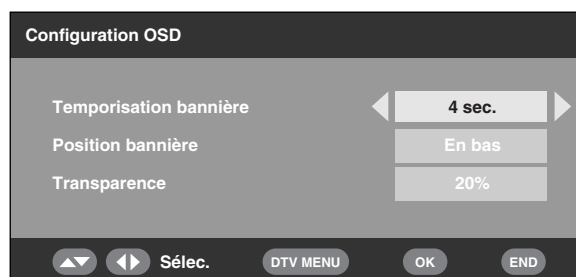 Configuration OSD
Temporisation bannière 4 sec.
Position bannière En bas
Transparence 20%
Sélec. DTV MENU OK END